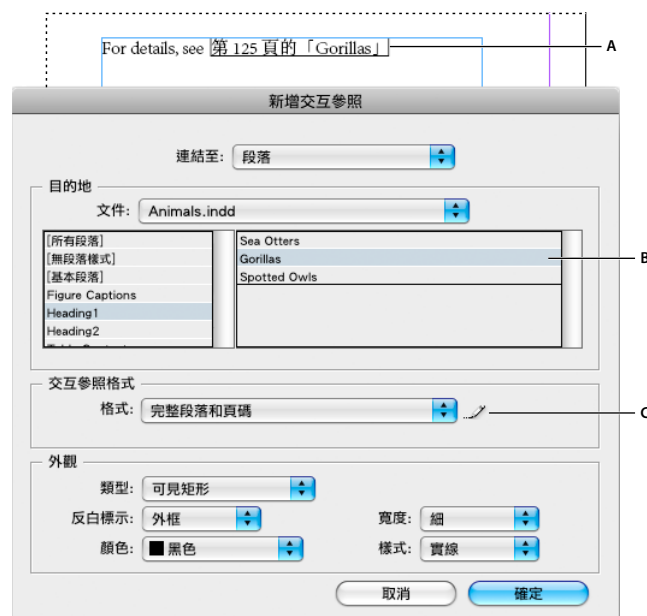 For details, see 第 125 頁的「Gorillas」
A
新增交互參照
連結至: 段落
目的地
文件: Animals.indd
[所有段落]
[無段落樣式]
[基本段落]
Figure Captions
Heading1
Heading2
Sea Otters
Gorillas
Spotted Owls
B
交互參照格式
格式: 完整段落和頁碼
C
外觀
類型: 可見矩形
反白標示: 外框
寬度: 細
顏色: 黑色
樣式: 實線
取消
確定